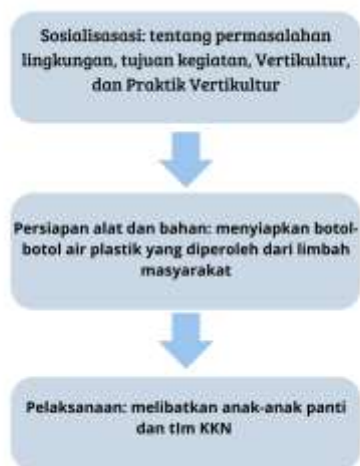 Sosialisasasi: tentang permasalahan
lingkungan, tujuan kegiatan, Vertikultur,
dan Praktik Vertikultur
Persiapan alat dan bahan: menyiapkan botol-
botol air plastik yang diperoleh dari limbah
masyarakat
Pelaksanaan: melibatkan anak-anak panti
dan tim KKN